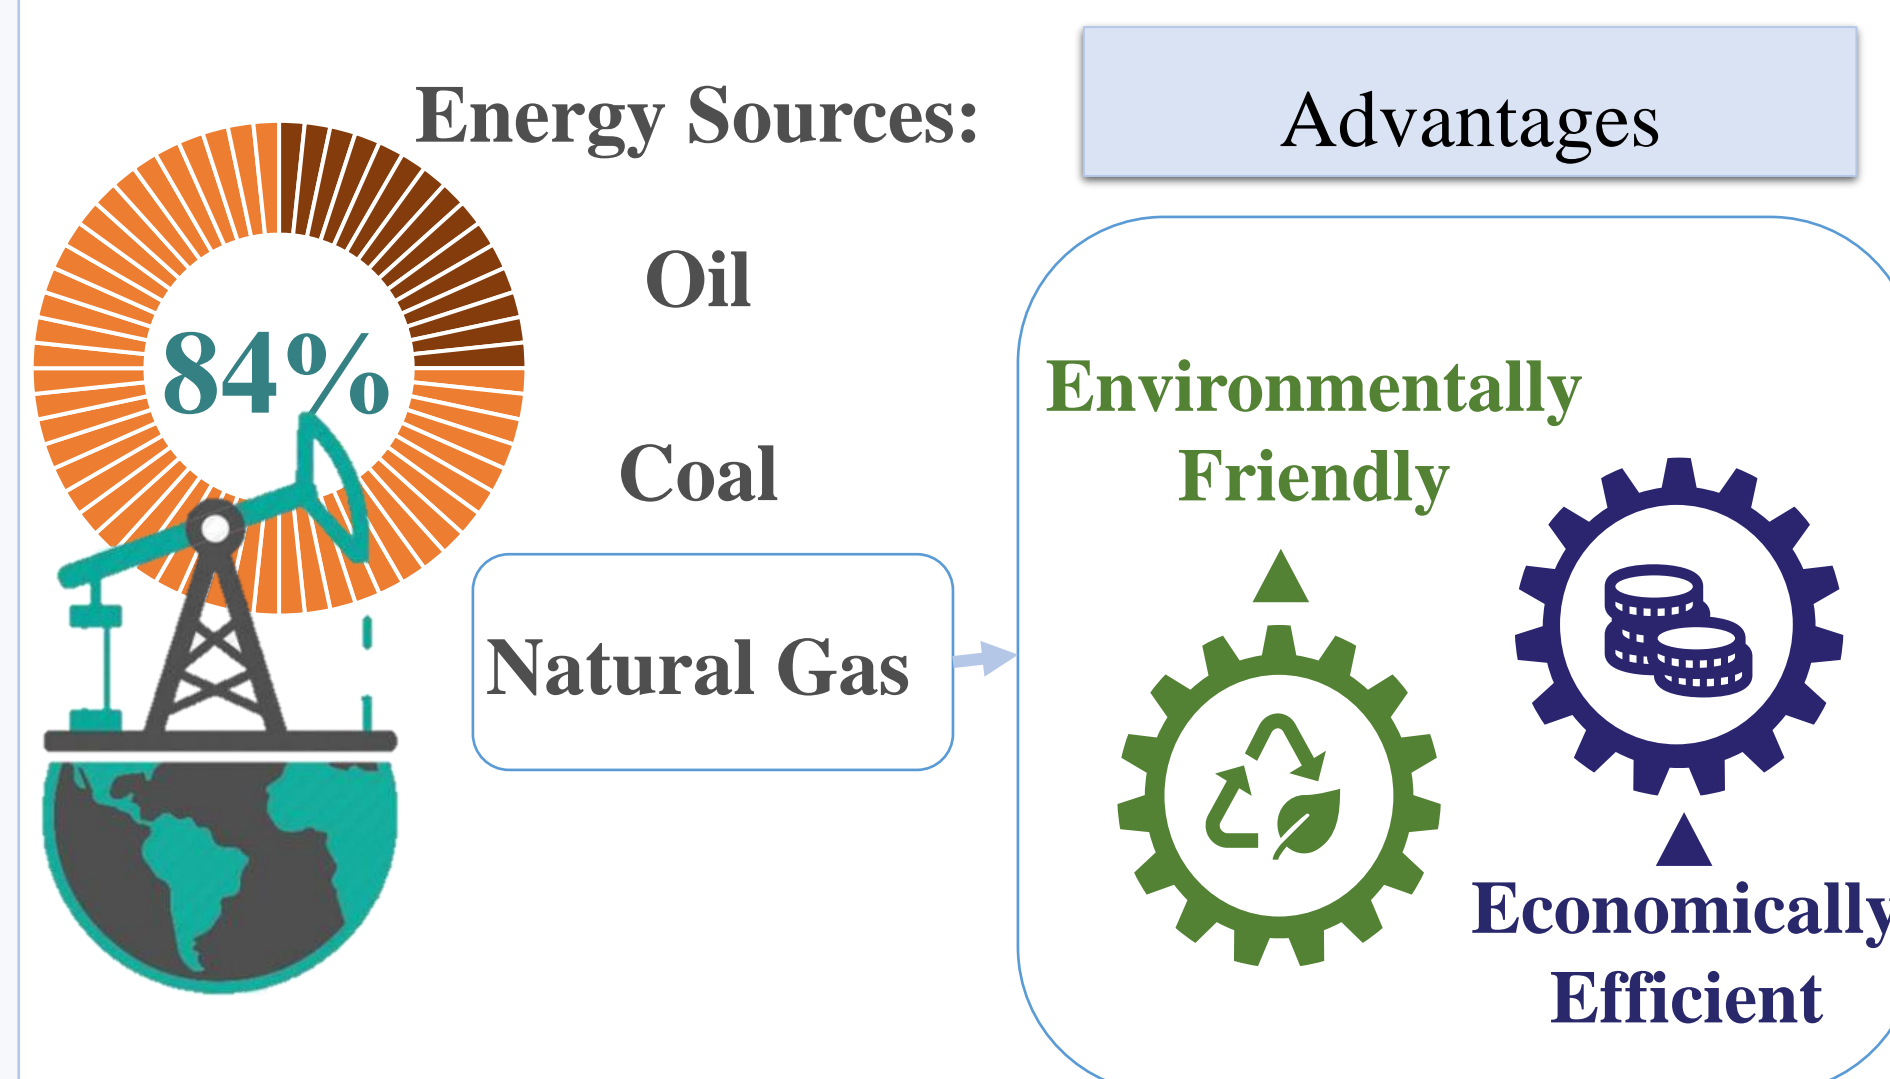 84%
Energy Sources:
Oil
Coal
Natural Gas
Advantages
Environmentally
Friendly
Economically
Efficient